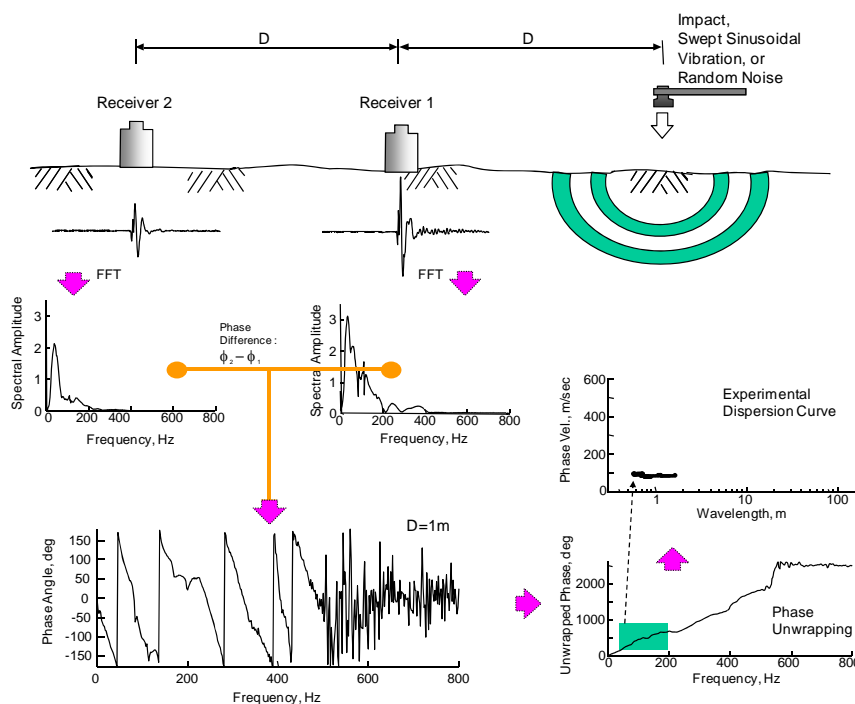 D
D
Impact,
Swept Sinusoidal
Vibration, or
Random Noise
Receiver 2
Receiver 1
FFT
FFT
Spectral Amplitude
3
2
1
0
0 200 400 600 800
Frequency, Hz
Phase
Difference :
ϕ₂−ϕ₁
Spectral Amplitude
3
2
1
0
0 200 400 600 800
Frequency, Hz
Phase Vel., m/sec
600
400
200
100
0
Experimental
Dispersion Curve
1 10 100
Wavelength, m
D=1m
Phase Angle, deg
150
100
50
0
-50
-100
-150
0 200 400 600 800
Frequency, Hz
Unwrapped Phase, deg
2000
1000
500
0
Phase
Unwrapping
0 200 400 600 800
Frequency, Hz